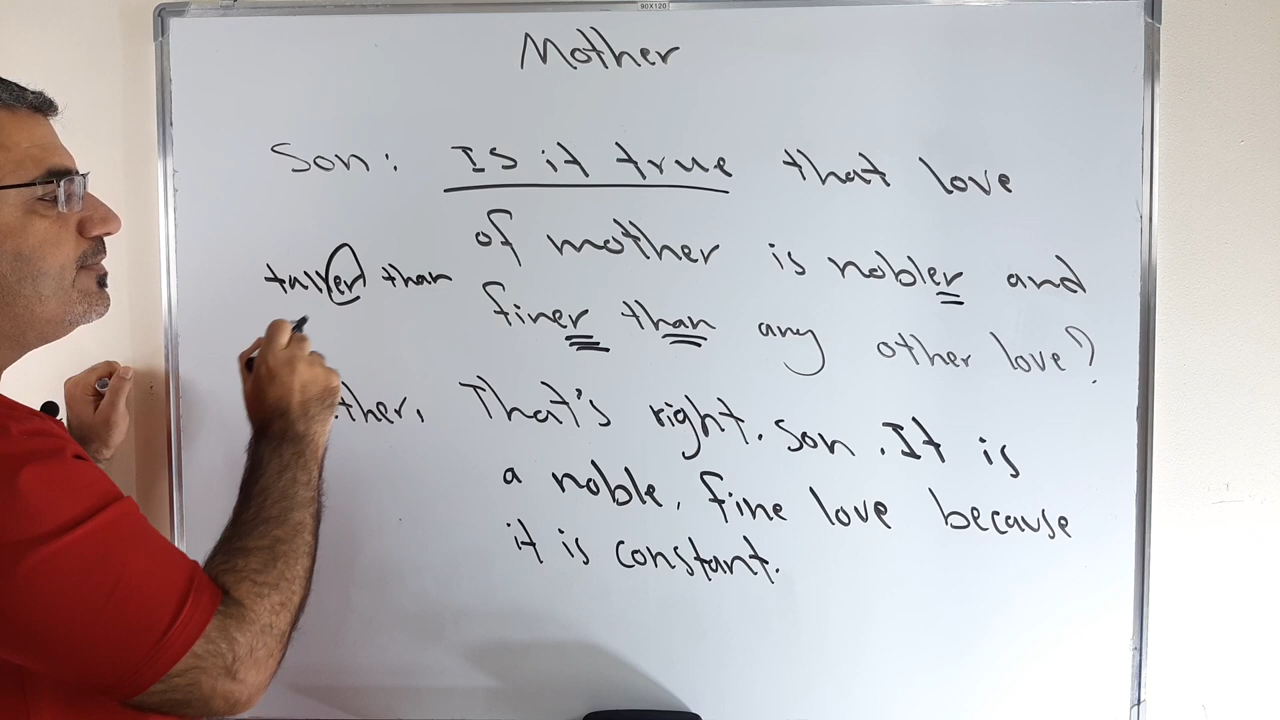 90X120
Mother
Son: Is it true that love
of mother is nobler and
taller than
finer than any other love?
ther, That's right. Son. It is
a noble, fine love because
it is constant.